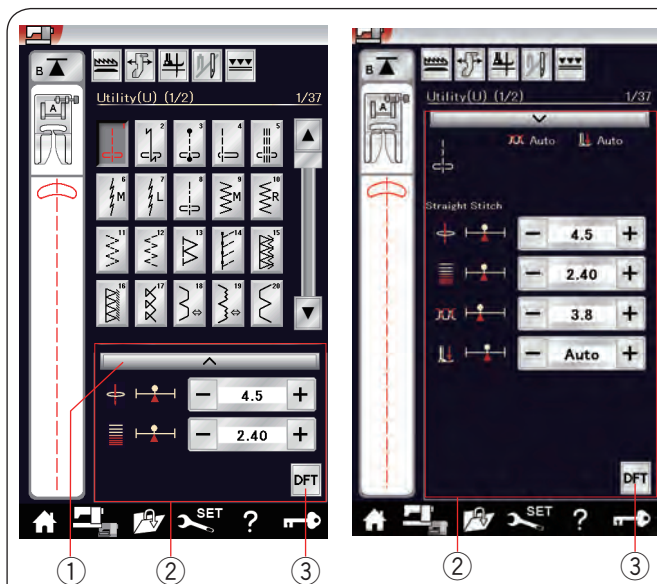 B
A
Utility(U) (1/2) 1/37
2 3 4 5
6 M 7 L 8 9 M 10 R
11 12 13 14 15
16 17 18 19 20
4.5
2.40
DFT
SET ?
① ② ③
B
A
Utility(U) (1/2) 1/37
Auto Auto
Straight Stitch
4.5
2.40
3.8
Auto
DFT
SET ?
② ③